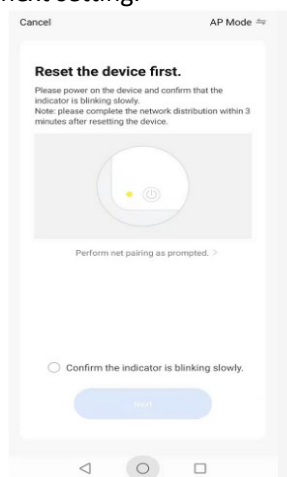 Cancel AP Mode
Reset the device first.
Please power on the device and confirm that the
indicator is blinking slowly.
Note: please complete the network distribution within 3
minutes after resetting the device.
Perform net pairing as prompted. >
Confirm the indicator is blinking slowly.
Next